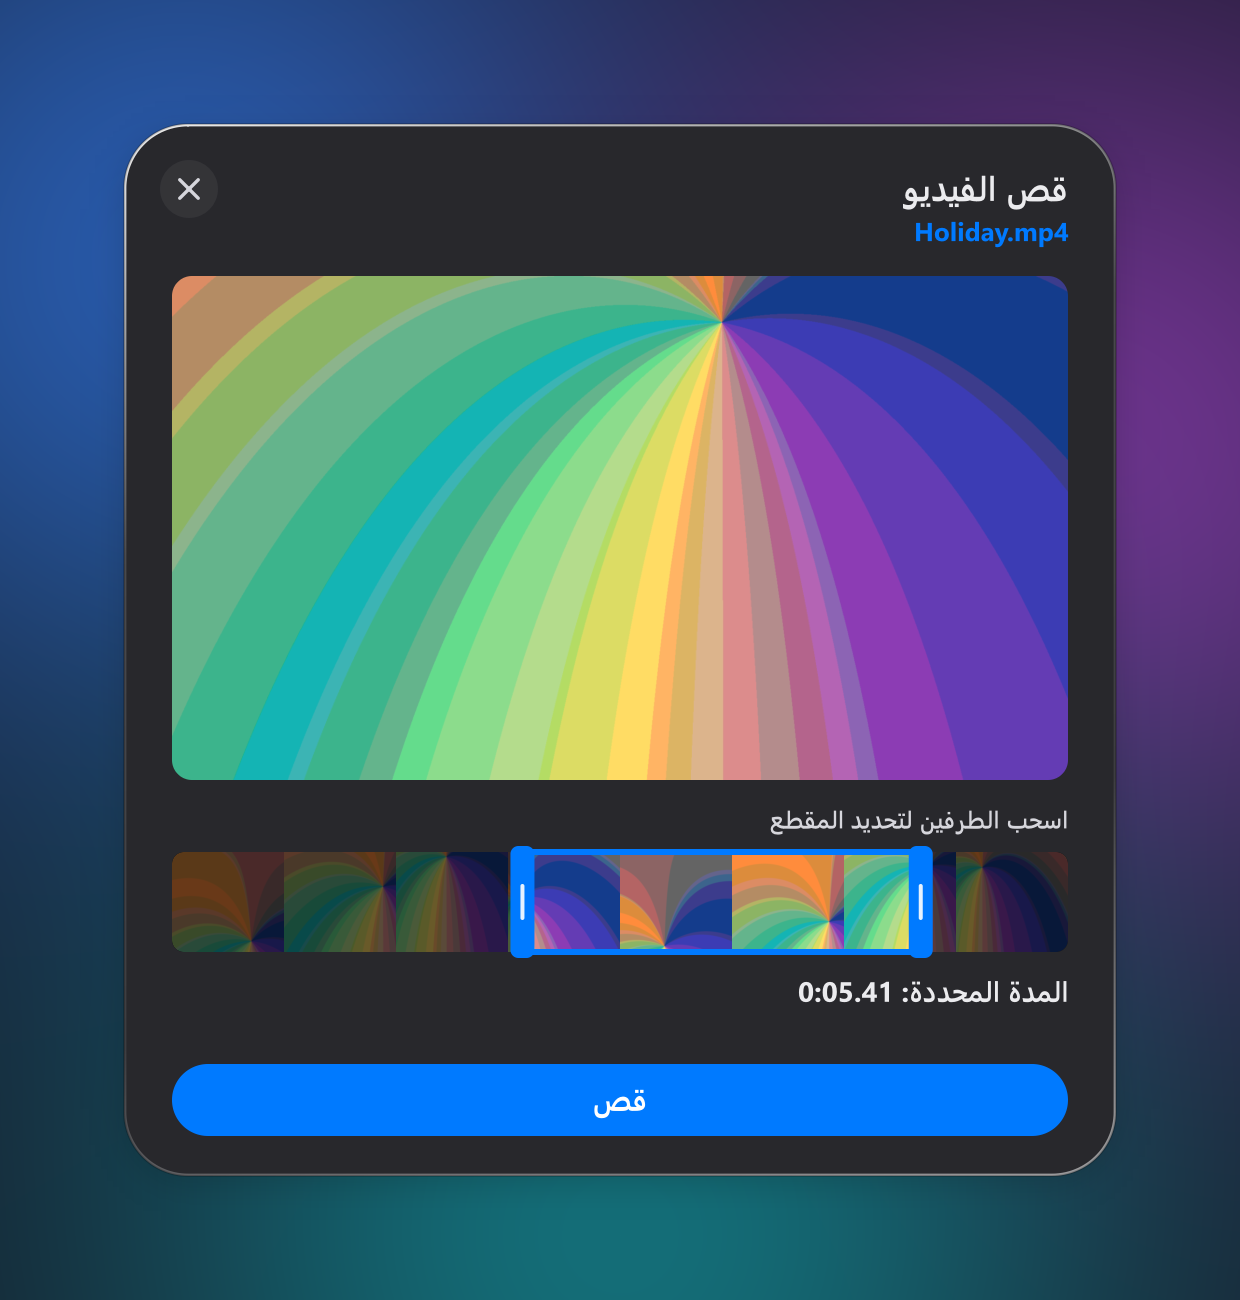 قص الفيديو
Holiday.mp4
اسحب الطرفين لتحديد المقطع
المدة المحددة: 0:05.41
قص